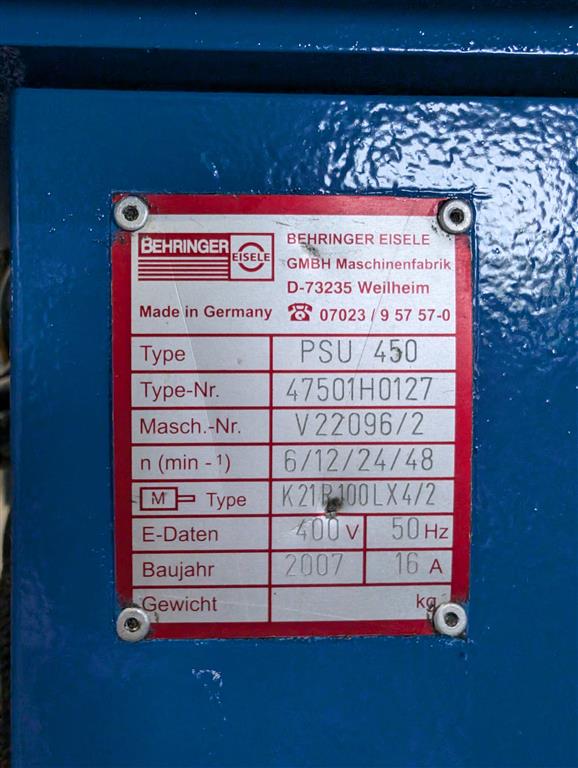 BEHRINGER EISELE
BEHRINGER EISELE
GMBH Maschinenfabrik
D-73235 Weilheim
Made in Germany ☎ 07023 / 9 57 57-0
Type PSU 450
Type-Nr. 47501H0127
Masch.-Nr. V22096/2
n (min - ¹) 6/12/24/48
M Type K21R100LX4/2
E-Daten 400 V 50 Hz
Baujahr 2007 16 A
Gewicht kg